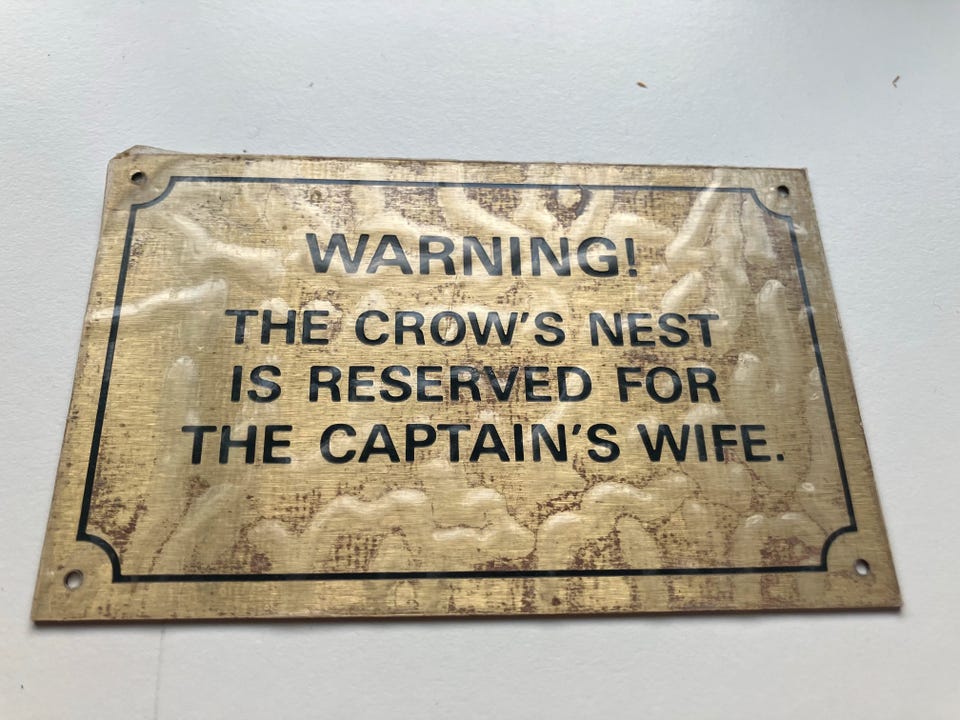 WARNING!
THE CROW'S NEST
IS RESERVED FOR
THE CAPTAIN'S WIFE.